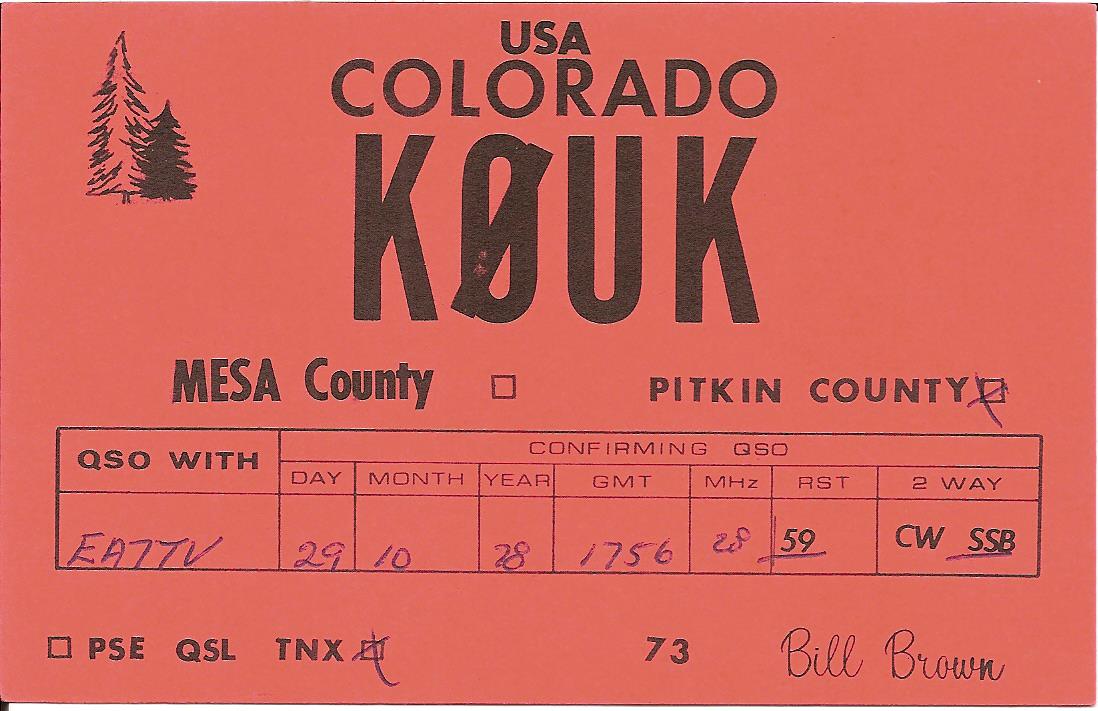 USA
COLORADO
KØUK
MESA County ☐ PITKIN COUNTY ☒
QSO WITH CONFIRMING QSO
DAY MONTH YEAR GMT MHz RST 2 WAY
EA7TV 29 10 78 1756 28 59 CW SSB
☐ PSE QSL TNX ☒ 73 Bill Brown